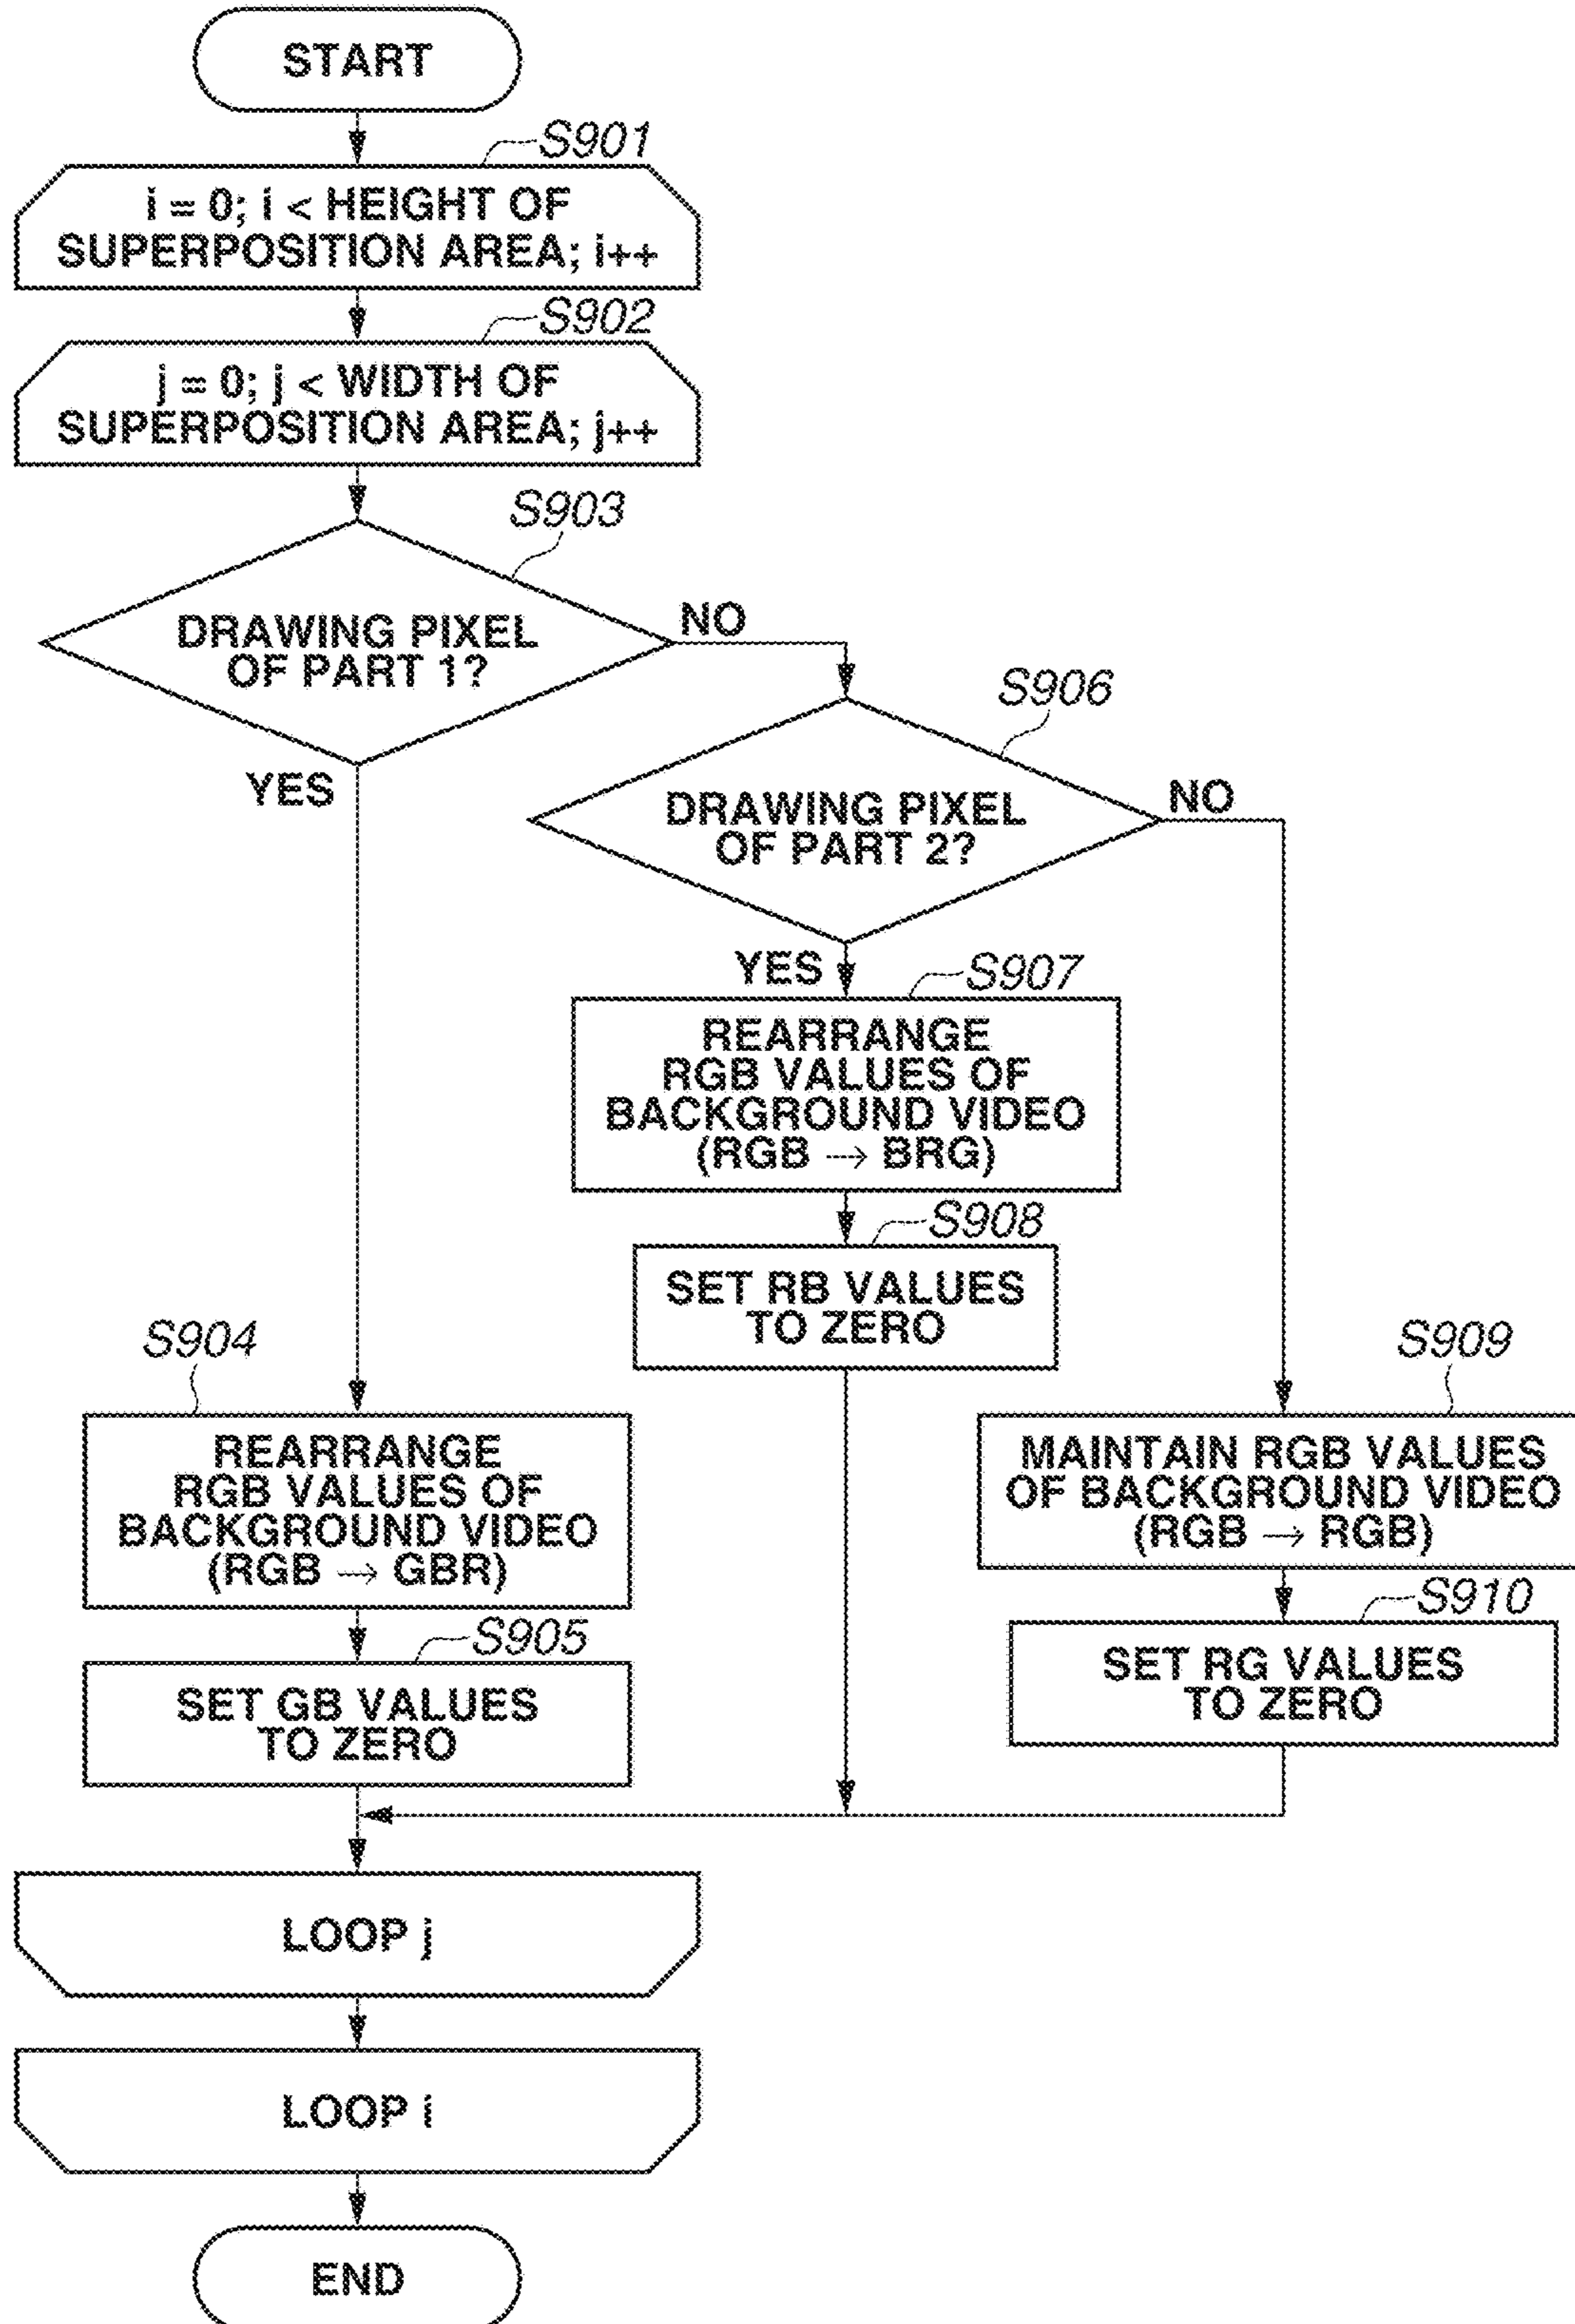 START
S901
i = 0; i < HEIGHT OF
SUPERPOSITION AREA; i++
S902
j = 0; j < WIDTH OF
SUPERPOSITION AREA; j++
S903
DRAWING PIXEL
OF PART 1?
NO
YES
S906
DRAWING PIXEL
OF PART 2?
NO
YES
S907
REARRANGE
RGB VALUES OF
BACKGROUND VIDEO
(RGB → BRG)
S908
SET RB VALUES
TO ZERO
S904
REARRANGE
RGB VALUES OF
BACKGROUND VIDEO
(RGB → GBR)
S905
SET GB VALUES
TO ZERO
S909
MAINTAIN RGB VALUES
OF BACKGROUND VIDEO
(RGB → RGB)
S910
SET RG VALUES
TO ZERO
LOOP j
LOOP i
END